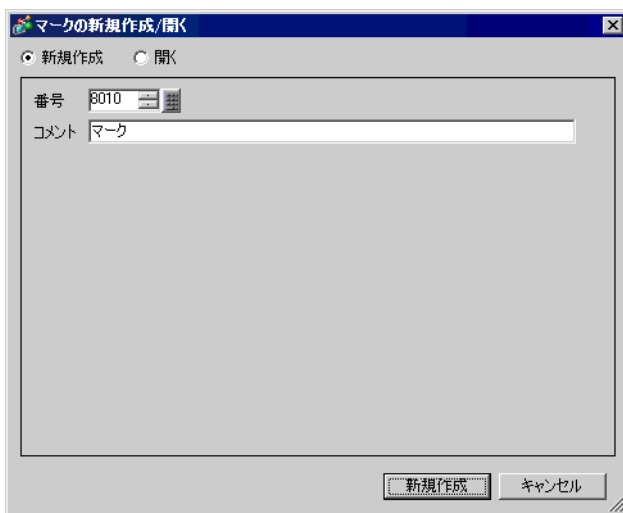 マークの新規作成/開く
新規作成 開く
番号 8010
コメント マーク
新規作成 キャンセル